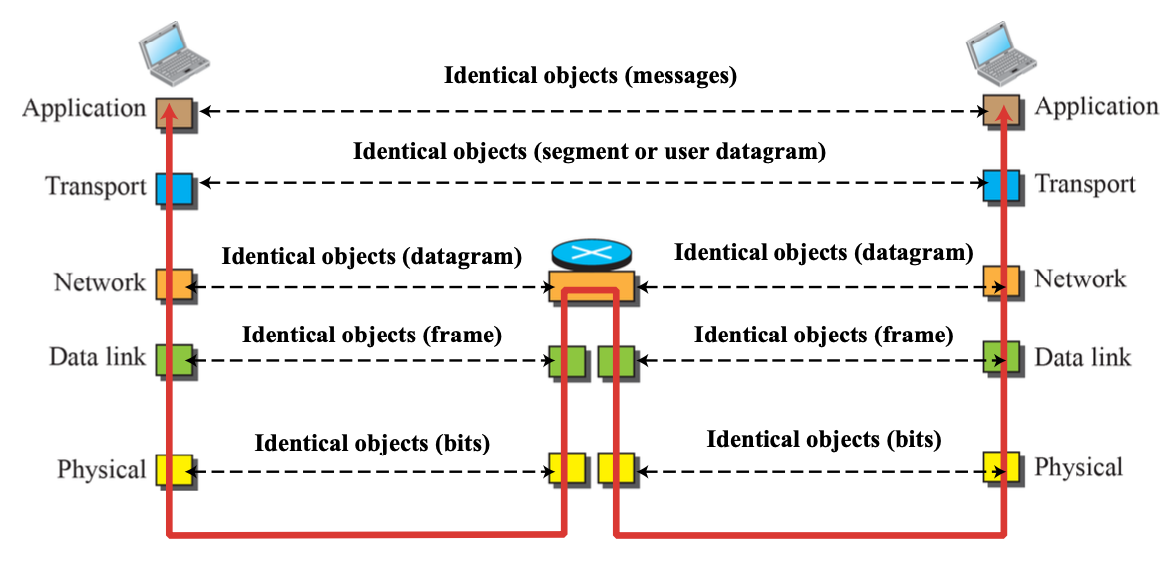 Identical objects (messages)
Application
Application
Identical objects (segment or user datagram)
Transport
Transport
Identical objects (datagram)
Identical objects (datagram)
Network
Network
Identical objects (frame)
Identical objects (frame)
Data link
Data link
Identical objects (bits)
Identical objects (bits)
Physical
Physical